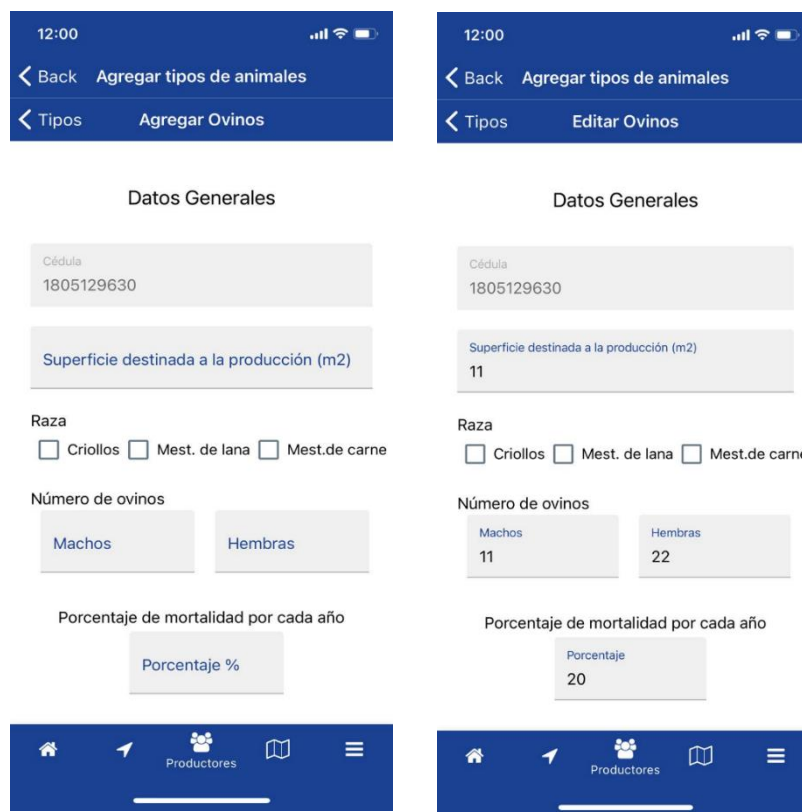 12:00
Back Agregar tipos de animales
Tipos Agregar Ovinos
Datos Generales
Cédula
1805129630
Superficie destinada a la producción (m2)
Raza
Criollos Mest. de lana Mest.de carne
Número de ovinos
Machos Hembras
Porcentaje de mortalidad por cada año
Porcentaje %
Productores
12:00
Back Agregar tipos de animales
Tipos Editar Ovinos
Datos Generales
Cédula
1805129630
Superficie destinada a la producción (m2)
11
Raza
Criollos Mest. de lana Mest.de carne
Número de ovinos
Machos Hembras
11 22
Porcentaje de mortalidad por cada año
Porcentaje
20
Productores